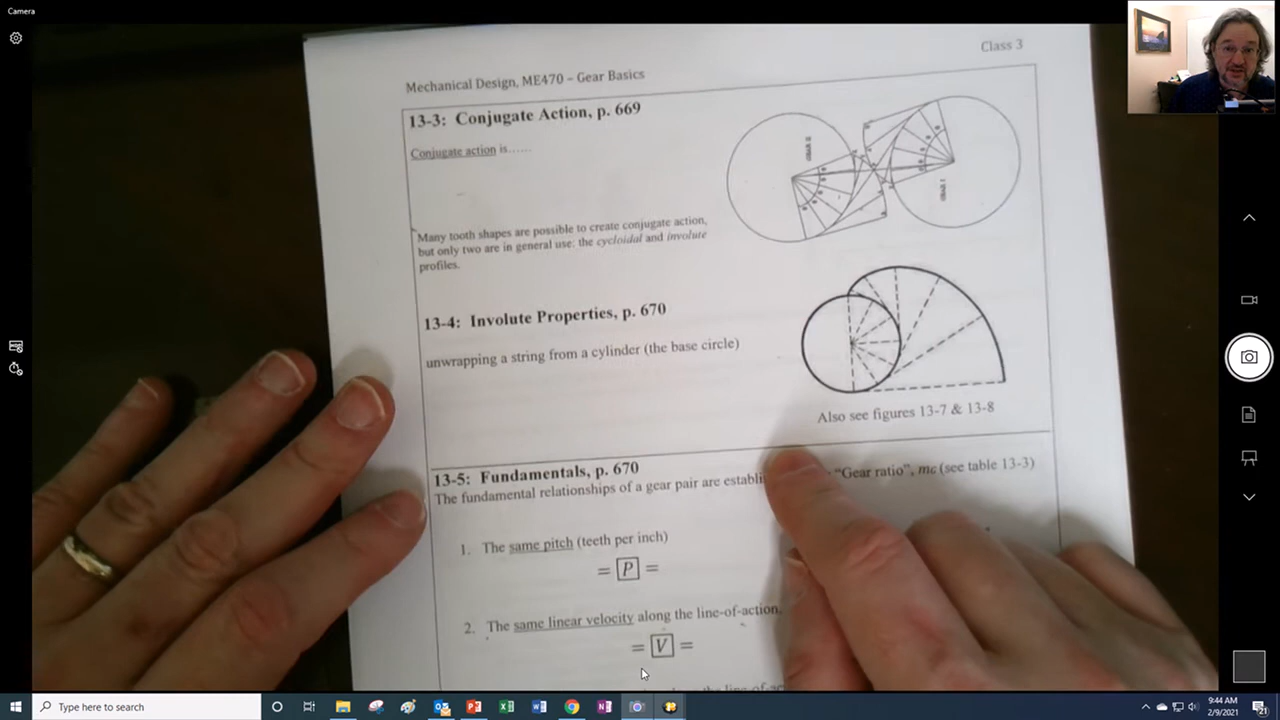 Camera
Class 3
Mechanical Design, ME470 – Gear Basics
13-3: Conjugate Action, p. 669
Conjugate action is……
Many tooth shapes are possible to create conjugate action,
but only two are in general use: the cycloidal and involute
profiles.
13-4: Involute Properties, p. 670
unwrapping a string from a cylinder (the base circle)
Also see figures 13-7 & 13-8
13-5: Fundamentals, p. 670
The fundamental relationships of a gear pair are "Gear ratio", mG (see table 13-3)
1. The same pitch (teeth per inch)
= P =
2. The same linear velocity along the line-of-action.
= V =
Type here to search
9:44 AM
2/9/2021
21